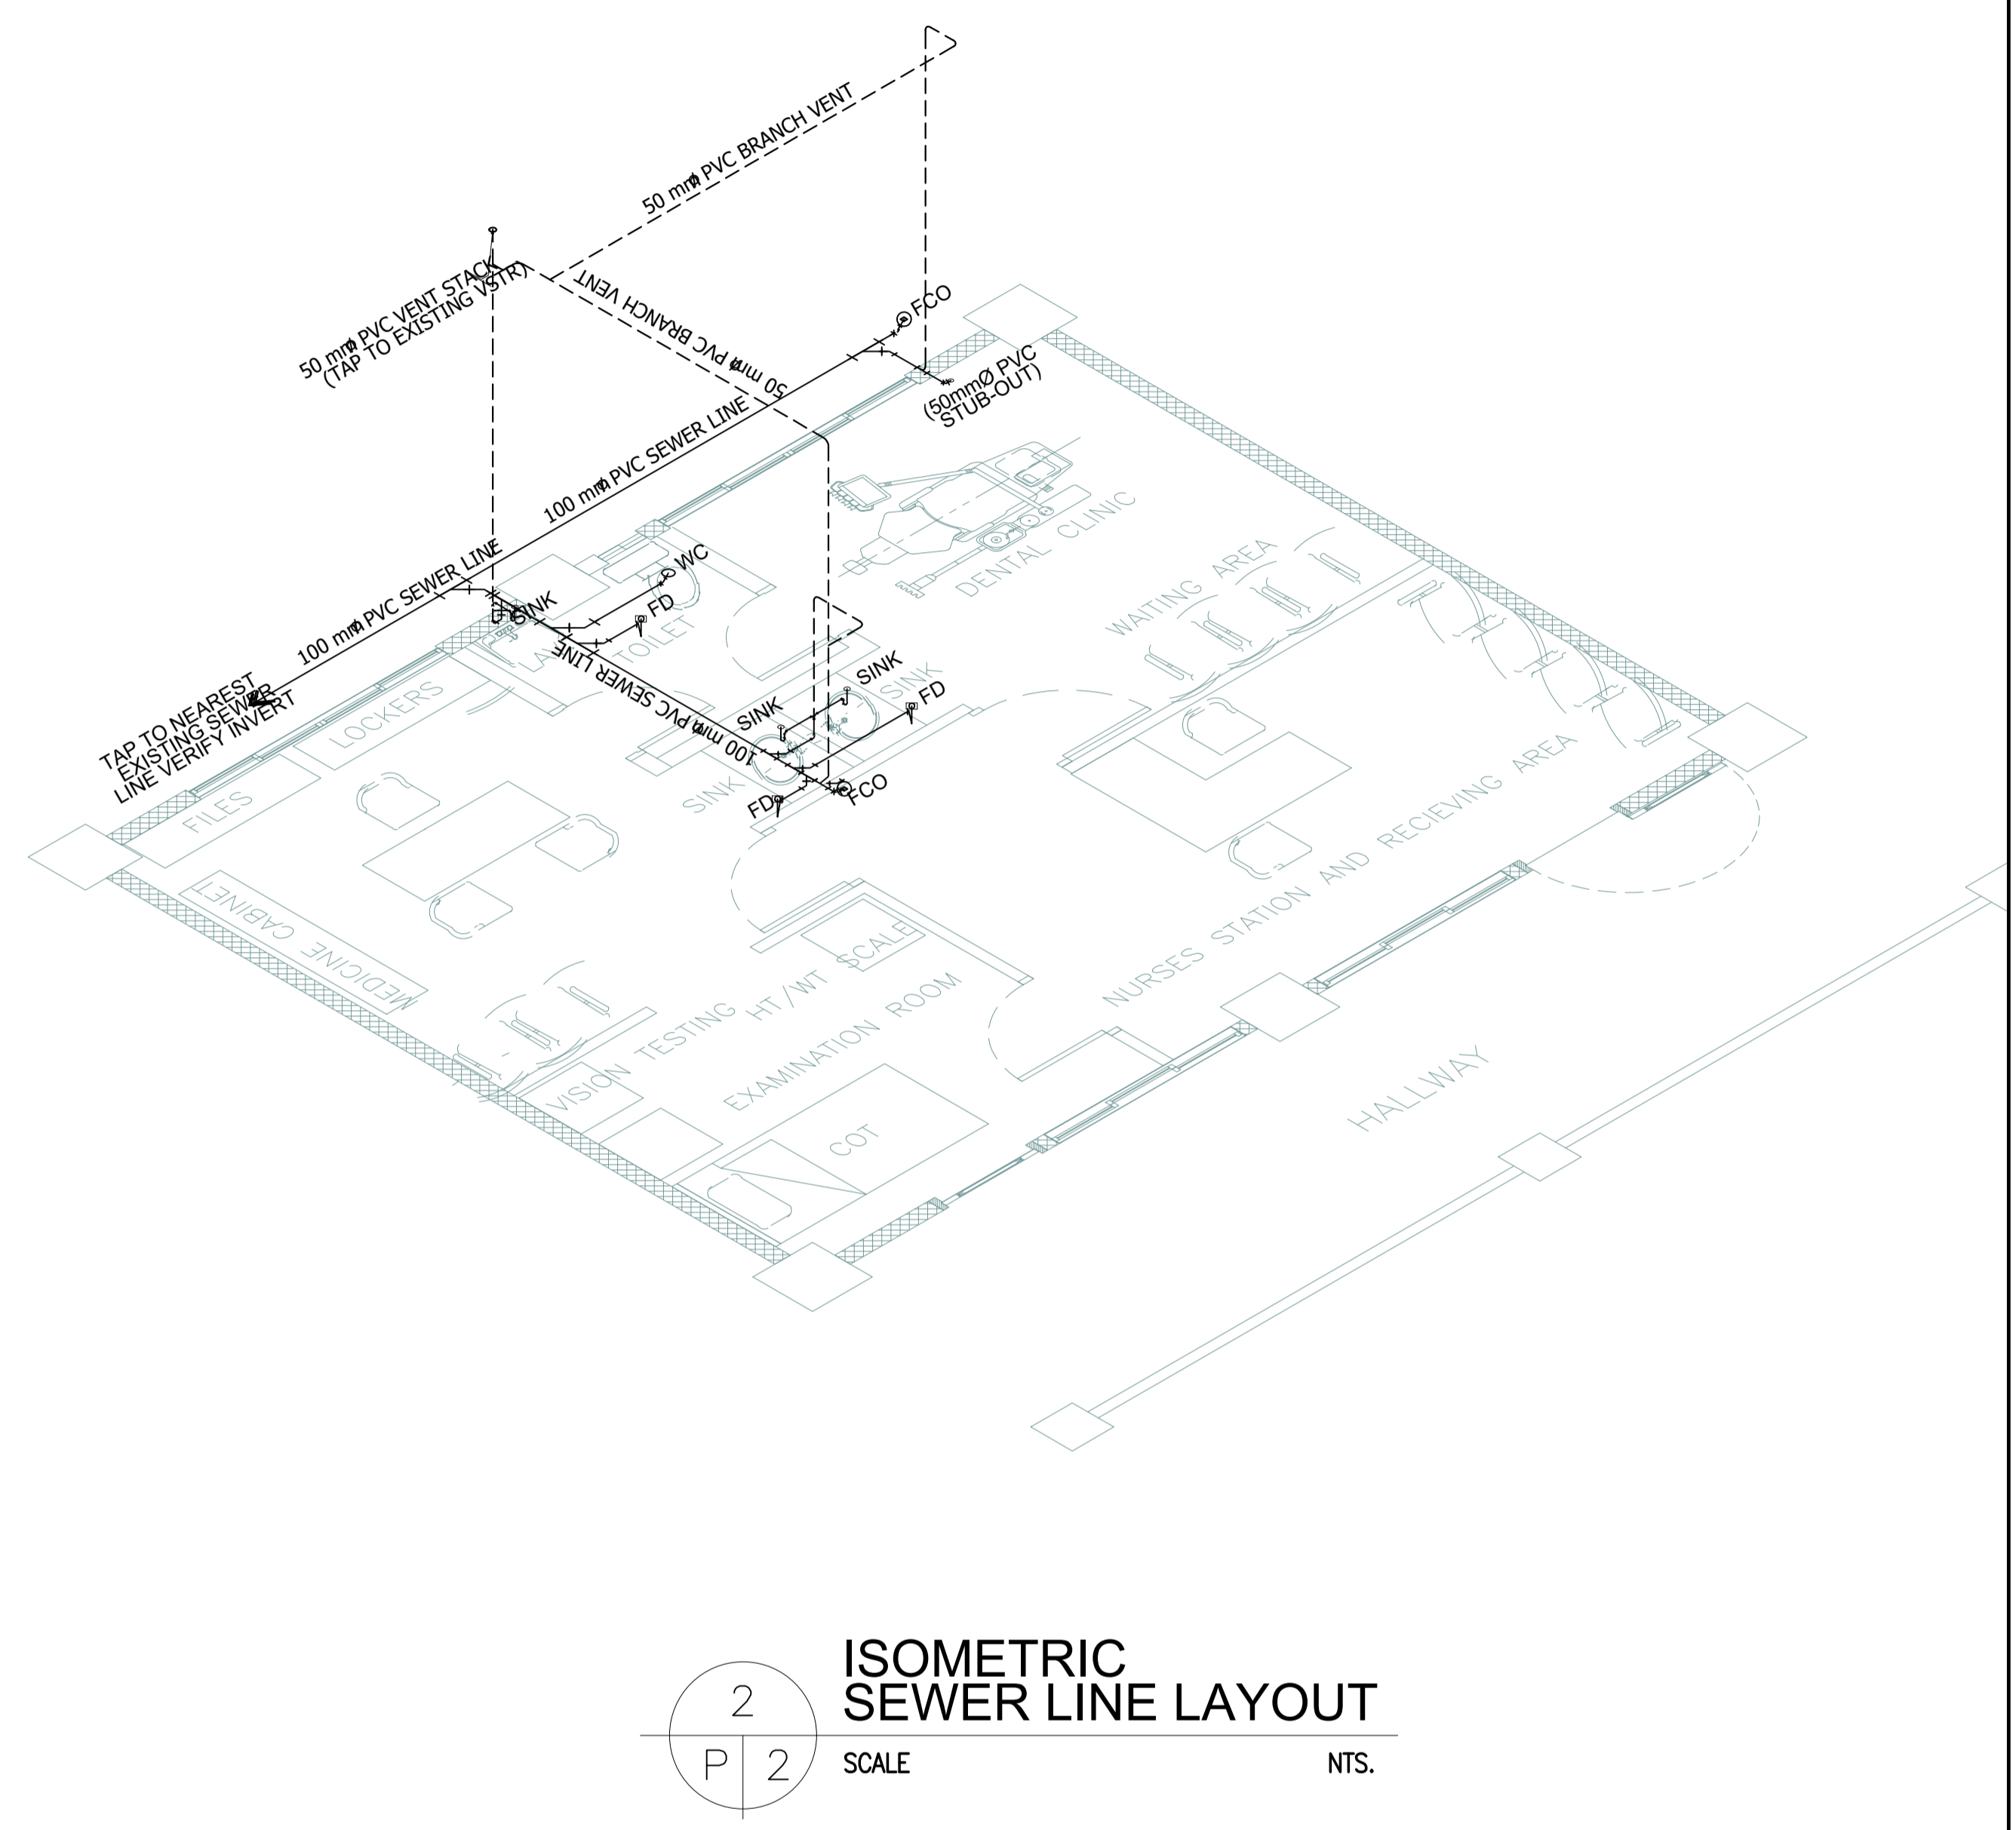 50 mmø PVC BRANCH VENT
50 mmø PVC VENT STACK
(TAP TO EXISTING VSTR)
50 mmø PVC BRANCH VENT
FCO
(50mmØ PVC
STUB-OUT)
100 mmø PVC SEWER LINE
100 mmø PVC SEWER LINE
TAP TO NEAREST
EXISTING SEWER
LINE VERIFY INVERT
SINK
WC
FD
100 mmø PVC SEWER LINE
SINK
SINK
FD
FD
FCO
DENTAL CLINIC
WAITING AREA
TOILET
LOCKERS
FILES
SINK
SINK
MEDICINE CABINET
NURSES STATION AND RECIEVING AREA
HT/WT SCALE
VISION TESTING
EXAMINATION ROOM
COT
HALLWAY
2
P 2
ISOMETRIC
SEWER LINE LAYOUT
SCALE NTS.